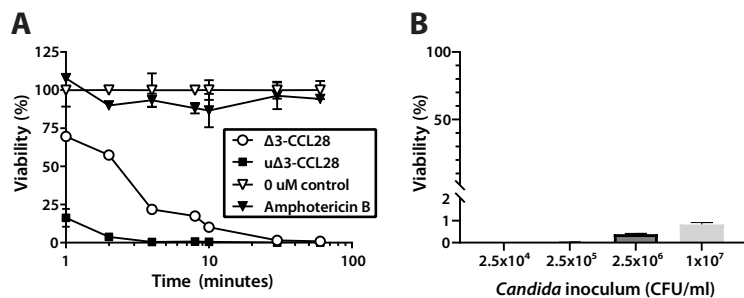 A
B
125
100
75
50
25
0
Viability (%)
1
10
100
Time (minutes)
Δ3-CCL28
uΔ3-CCL28
0 uM control
Amphotericin B
100
50
2
1
0
Viability (%)
2.5x10⁴
2.5x10⁵
2.5x10⁶
1x10⁷
Candida inoculum (CFU/ml)